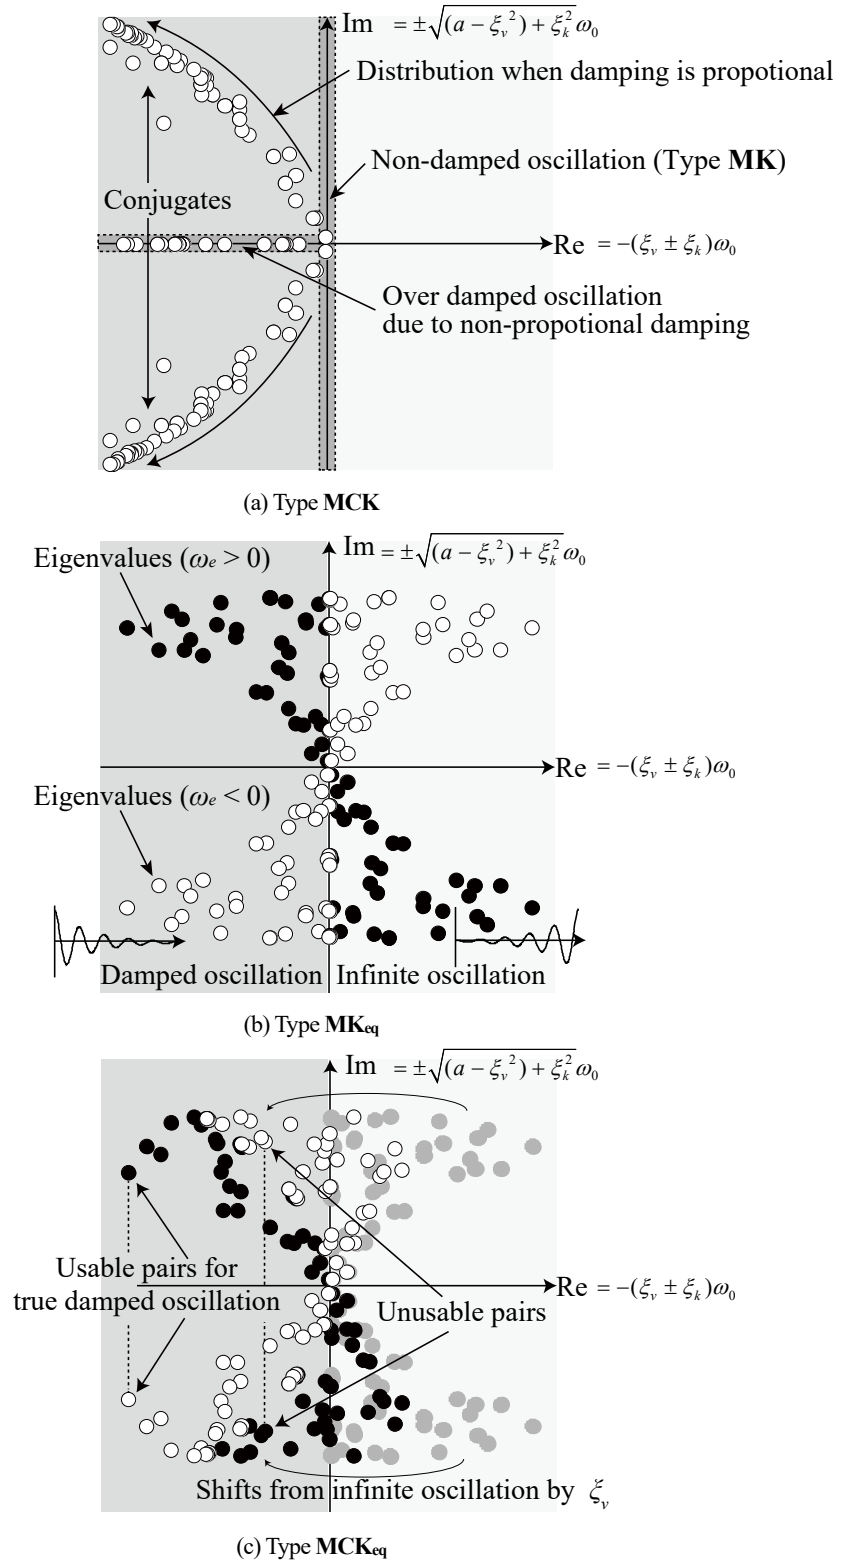 Im = ±√(a − ξᵥ²) + ξₖ² ω₀
Distribution when damping is propotional
Non-damped oscillation (Type MK)
Conjugates
Re = −(ξᵥ ± ξₖ)ω₀
Over damped oscillation
due to non-propotional damping
(a) Type MCK
Im = ±√(a − ξᵥ²) + ξₖ² ω₀
Eigenvalues (ωₑ > 0)
Re = −(ξᵥ ± ξₖ)ω₀
Eigenvalues (ωₑ < 0)
Damped oscillation
Infinite oscillation
(b) Type MKeq
Im = ±√(a − ξᵥ²) + ξₖ² ω₀
Usable pairs for
true damped oscillation
Re = −(ξᵥ ± ξₖ)ω₀
Unusable pairs
Shifts from infinite oscillation by ξᵥ
(c) Type MCKeq